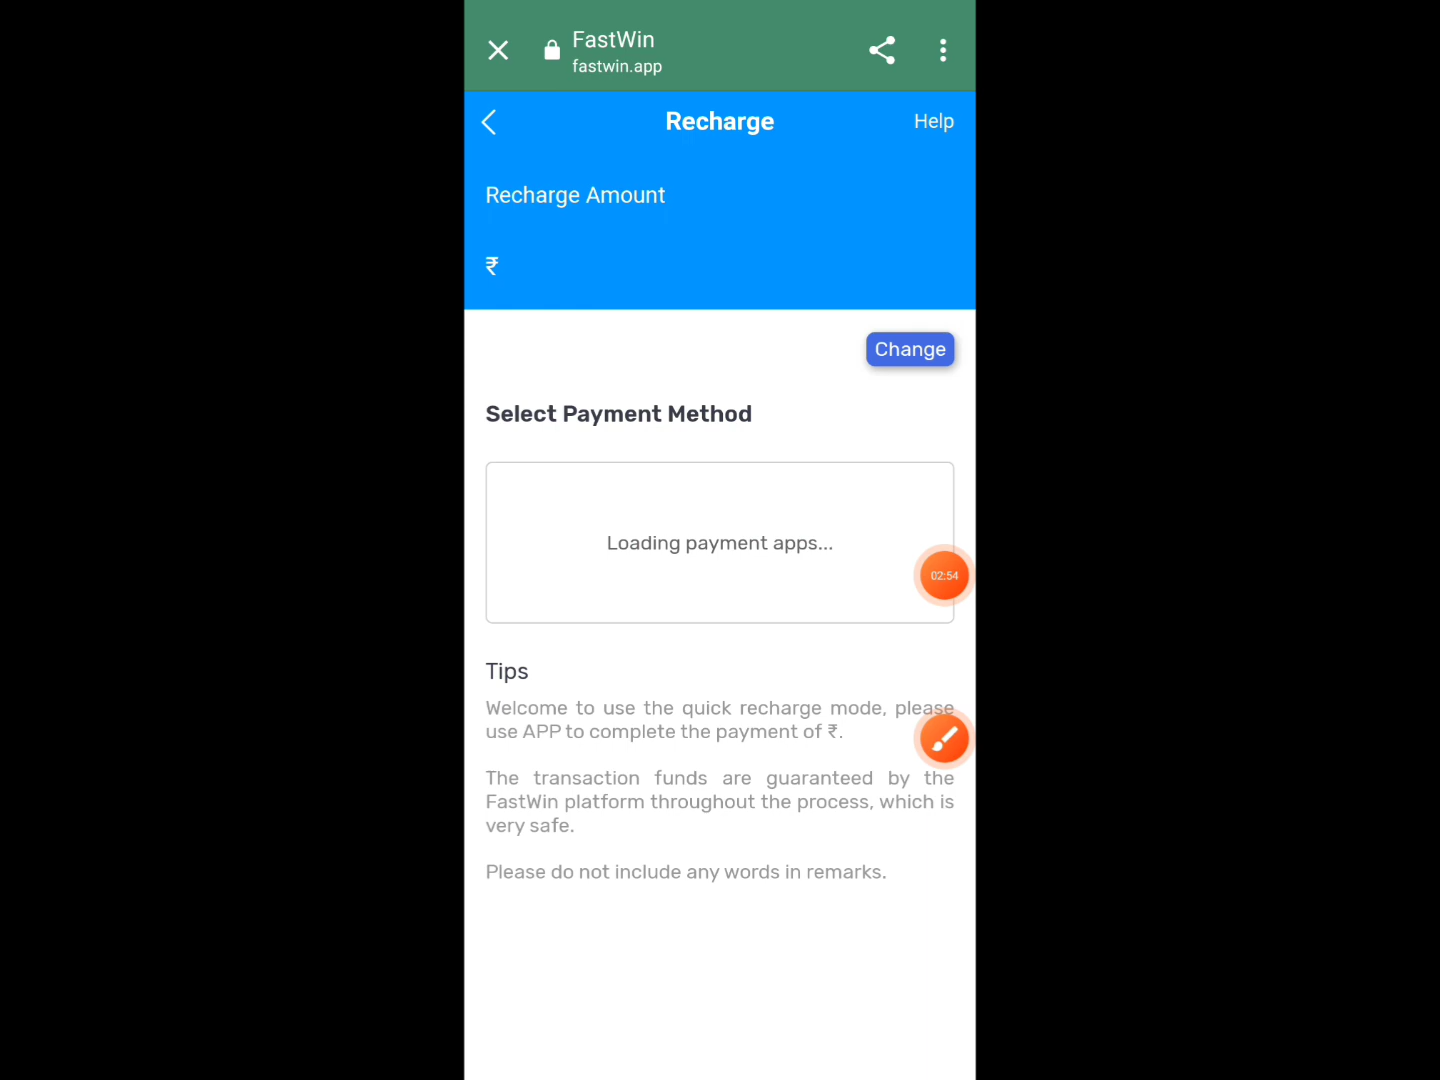 FastWin
fastwin.app
Recharge
Help
Recharge Amount
₹
Change
Select Payment Method
Loading payment apps...
02:54
Tips
Welcome to use the quick recharge mode, please
use APP to complete the payment of ₹.
The transaction funds are guaranteed by the
FastWin platform throughout the process, which is
very safe.
Please do not include any words in remarks.